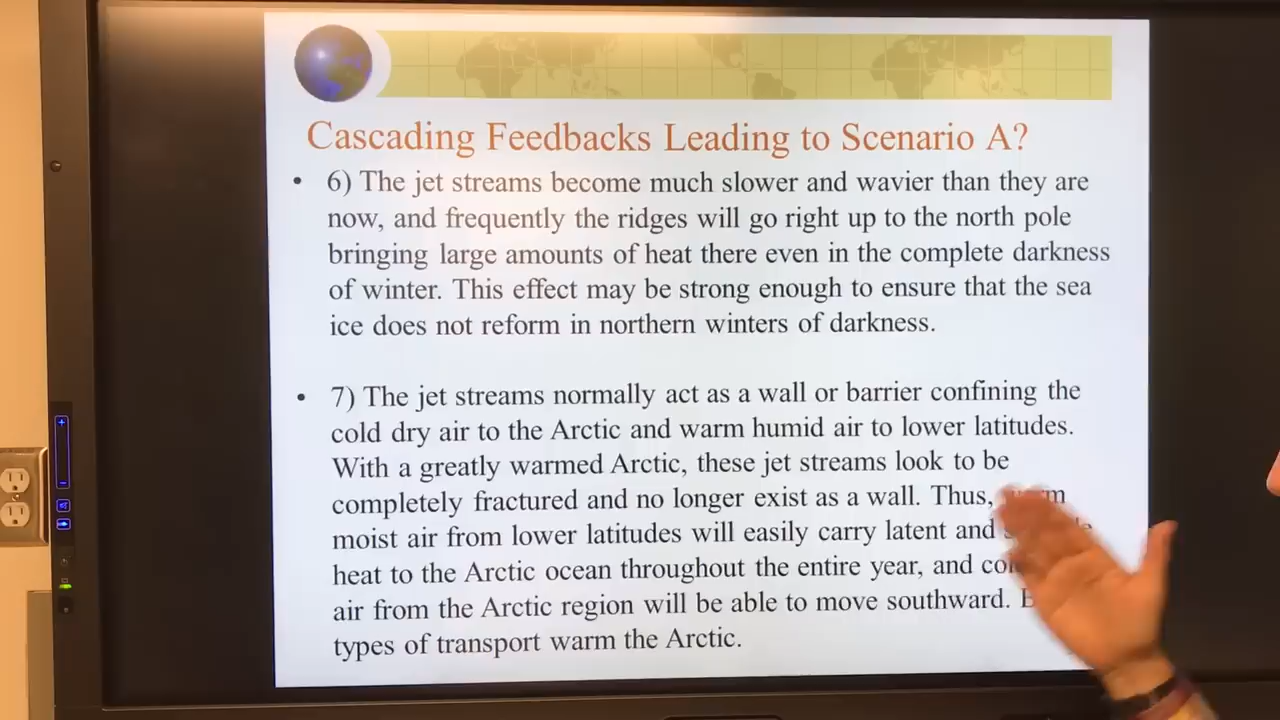 Cascading Feedbacks Leading to Scenario A?
• 6) The jet streams become much slower and wavier than they are
now, and frequently the ridges will go right up to the north pole
bringing large amounts of heat there even in the complete darkness
of winter. This effect may be strong enough to ensure that the sea
ice does not reform in northern winters of darkness.
• 7) The jet streams normally act as a wall or barrier confining the
cold dry air to the Arctic and warm humid air to lower latitudes.
With a greatly warmed Arctic, these jet streams look to be
completely fractured and no longer exist as a wall. Thus,
moist air from lower latitudes will easily carry latent and
heat to the Arctic ocean throughout the entire year, and
air from the Arctic region will be able to move southward.
types of transport warm the Arctic.